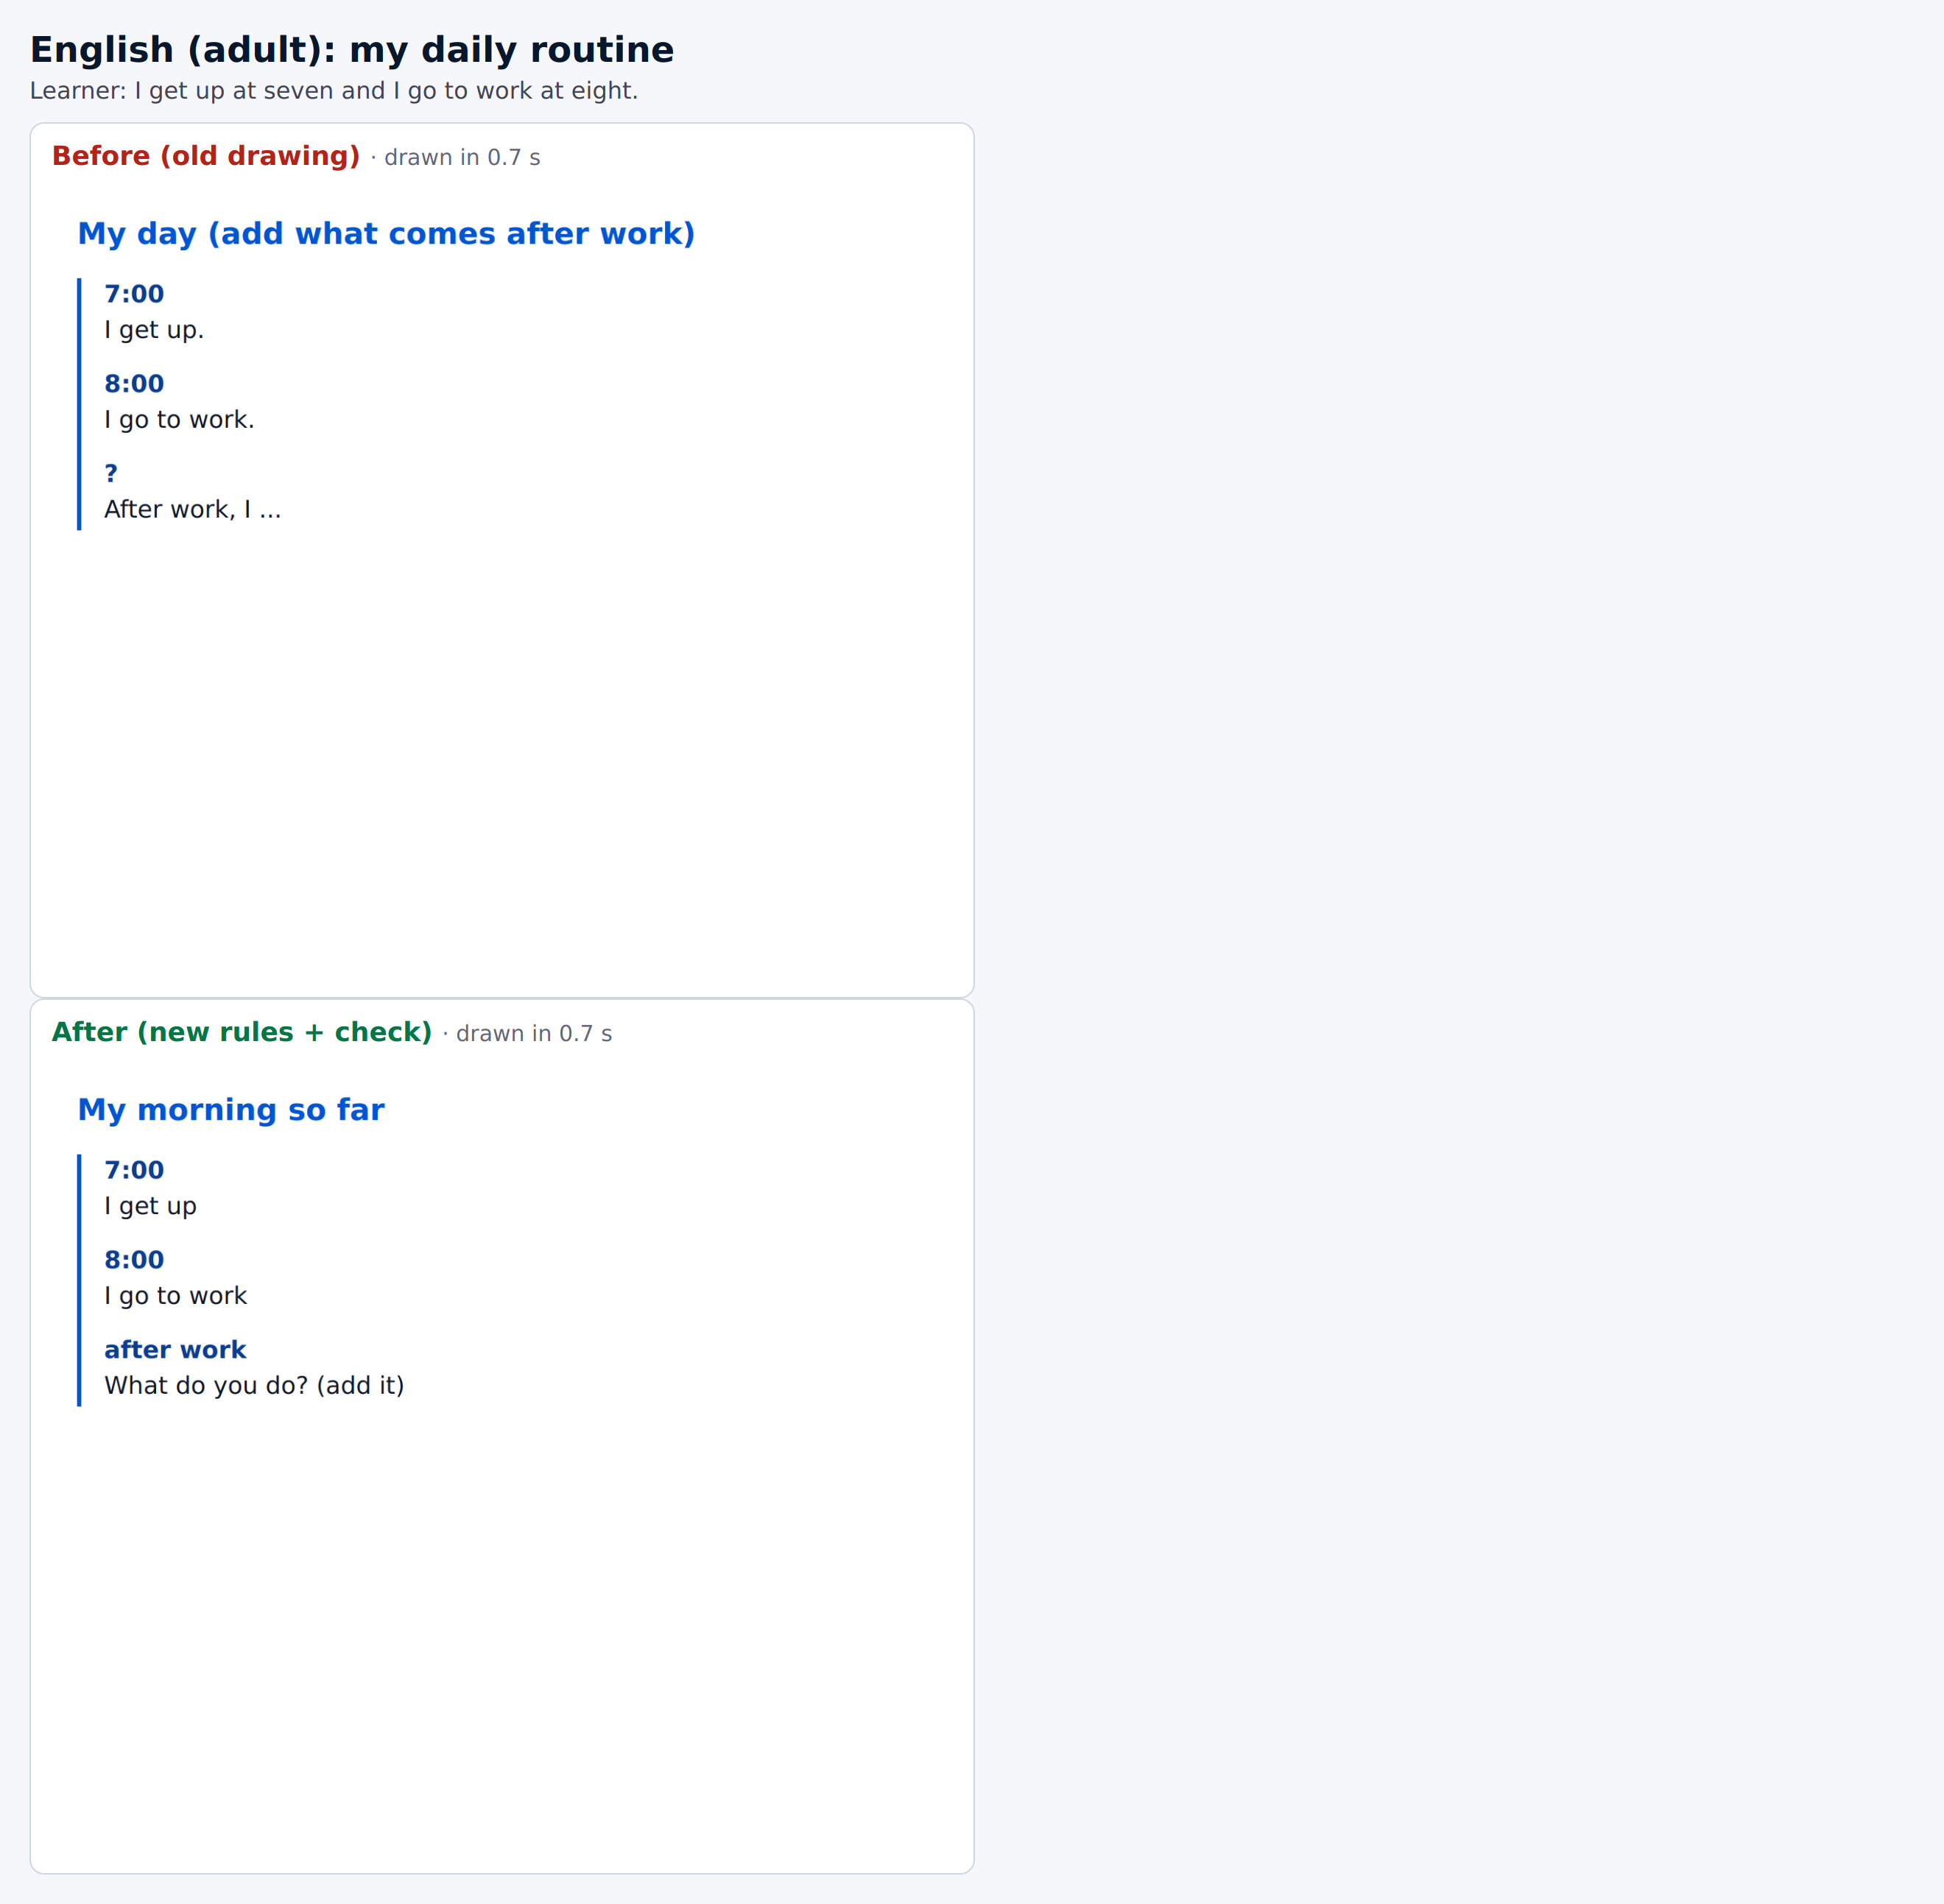 English (adult): my daily routine
Learner: I get up at seven and I go to work at eight.
Before (old drawing) · drawn in 0.7 s
My day (add what comes after work)
7:00
I get up.
8:00
I go to work.
?
After work, I ...
After (new rules + check) · drawn in 0.7 s
My morning so far
7:00
I get up
8:00
I go to work
after work
What do you do? (add it)